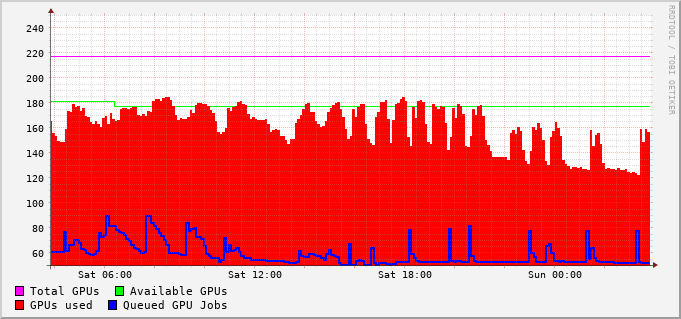 RRDTOOL / TOBI OETIKER
240
220
200
180
160
140
120
100
80
60
Sat 06:00 Sat 12:00 Sat 18:00 Sun 00:00
Total GPUs Available GPUs
GPUs used Queued GPU Jobs